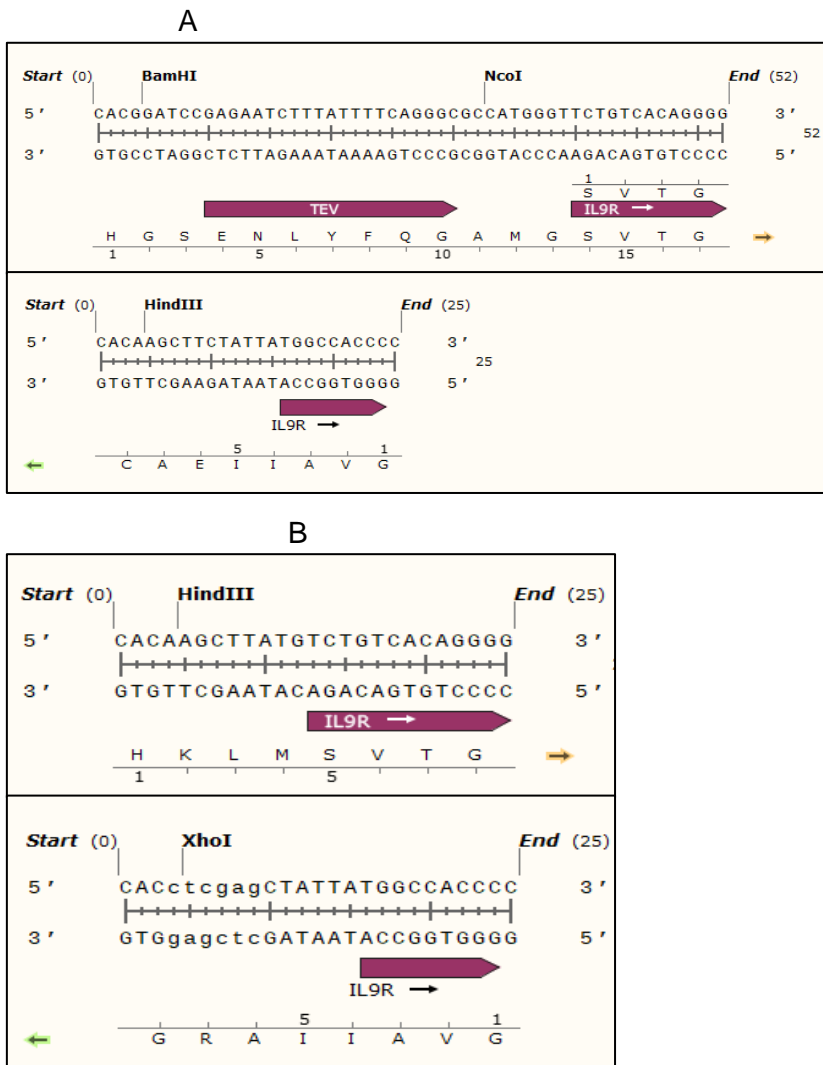 A
Start (0) BamHI NcoI End (52)
5' CACGGATCCGAGAATCTTTATTTTCAGGGCGCCATGGGTTCTGTCACAGGGG 3'
52
3' GTGCCTAGGCTCTTAGAAATAAAAGTCCCGCGGTACCCAAGACAGTGTCCCC 5'
1
S V T G
TEV IL9R →
H G S E N L Y F Q G A M G S V T G
1 5 10 15
Start (0) HindIII End (25)
5' CACAAGCTTCTATTATGGCCACCCC 3'
25
3' GTGTTCGAAGATAATACCGGTGGGG 5'
IL9R →
5 1
C A E I I A V G
B
Start (0) HindIII End (25)
5' CACAAGCTTATGTCTGTCACAGGGG 3'
3' GTGTTCGAATACAGACAGTGTCCCC 5'
IL9R →
H K L M S V T G
1 5
Start (0) XhoI End (25)
5' CACctcgagCTATTATGGCCACCCC 3'
3' GTGgagctcGATAATACCGGTGGGG 5'
IL9R →
5 1
G R A I I A V G